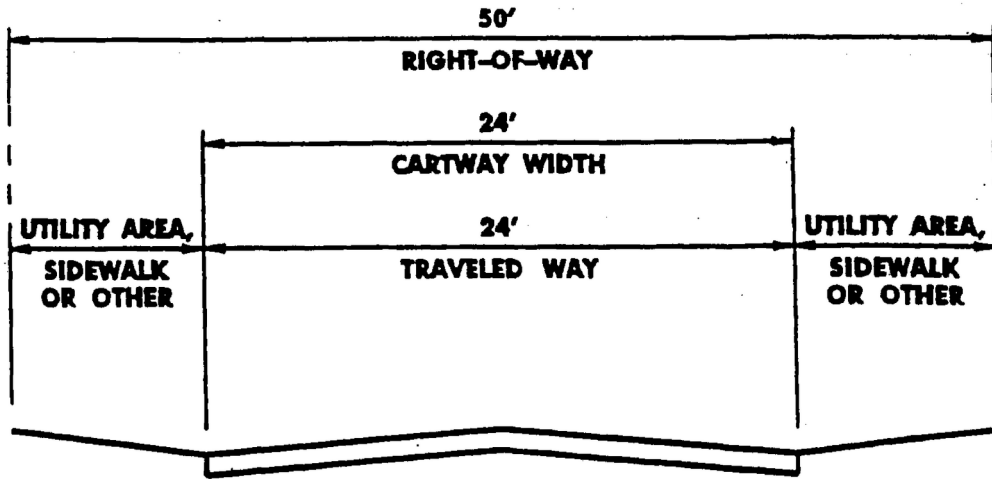 50'
RIGHT-OF-WAY
24'
CARTWAY WIDTH
UTILITY AREA,
SIDEWALK
OR OTHER
24'
TRAVELED WAY
UTILITY AREA,
SIDEWALK
OR OTHER